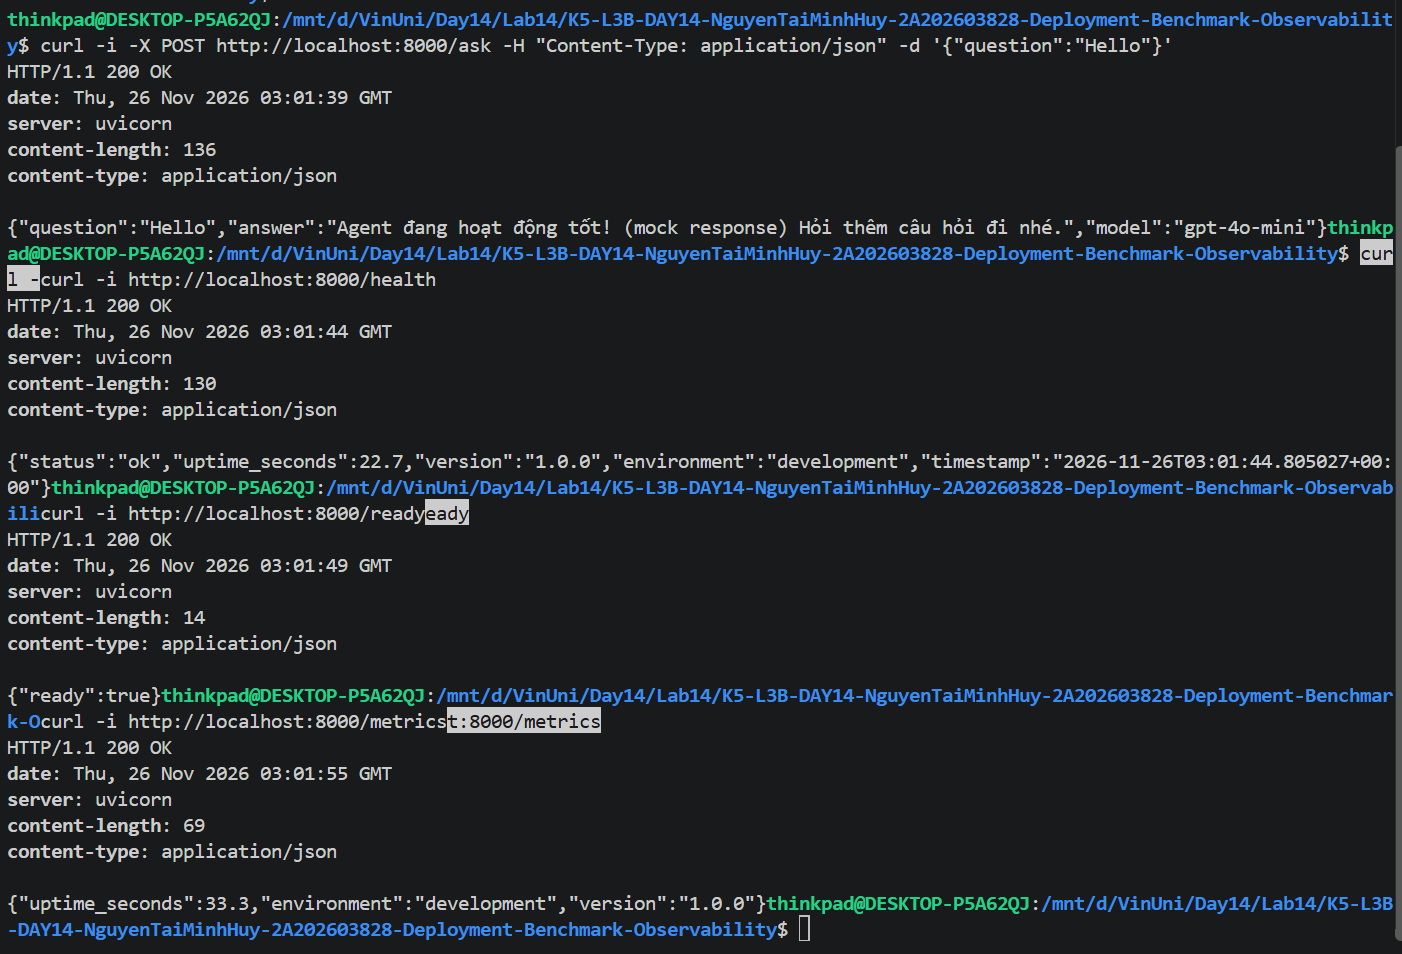 thinkpad@DESKTOP-P5A62QJ:/mnt/d/VinUni/Day14/Lab14/K5-L3B-DAY14-NguyenTaiMinhHuy-2A202603828-Deployment-Benchmark-Observabilit
y$ curl -i -X POST http://localhost:8000/ask -H "Content-Type: application/json" -d '{"question":"Hello"}'
HTTP/1.1 200 OK
date: Thu, 26 Nov 2026 03:01:39 GMT
server: uvicorn
content-length: 136
content-type: application/json
{"question":"Hello","answer":"Agent đang hoạt động tốt! (mock response) Hỏi thêm câu hỏi đi nhé.","model":"gpt-4o-mini"}thinkp
ad@DESKTOP-P5A62QJ:/mnt/d/VinUni/Day14/Lab14/K5-L3B-DAY14-NguyenTaiMinhHuy-2A202603828-Deployment-Benchmark-Observability$ cur
l -curl -i http://localhost:8000/health
HTTP/1.1 200 OK
date: Thu, 26 Nov 2026 03:01:44 GMT
server: uvicorn
content-length: 130
content-type: application/json
{"status":"ok","uptime_seconds":22.7,"version":"1.0.0","environment":"development","timestamp":"2026-11-26T03:01:44.805027+00:
00"}thinkpad@DESKTOP-P5A62QJ:/mnt/d/VinUni/Day14/Lab14/K5-L3B-DAY14-NguyenTaiMinhHuy-2A202603828-Deployment-Benchmark-Observab
ilicurl -i http://localhost:8000/readyeady
HTTP/1.1 200 OK
date: Thu, 26 Nov 2026 03:01:49 GMT
server: uvicorn
content-length: 14
content-type: application/json
{"ready":true}thinkpad@DESKTOP-P5A62QJ:/mnt/d/VinUni/Day14/Lab14/K5-L3B-DAY14-NguyenTaiMinhHuy-2A202603828-Deployment-Benchmar
k-Ocurl -i http://localhost:8000/metricst:8000/metrics
HTTP/1.1 200 OK
date: Thu, 26 Nov 2026 03:01:55 GMT
server: uvicorn
content-length: 69
content-type: application/json
{"uptime_seconds":33.3,"environment":"development","version":"1.0.0"}thinkpad@DESKTOP-P5A62QJ:/mnt/d/VinUni/Day14/Lab14/K5-L3B
-DAY14-NguyenTaiMinhHuy-2A202603828-Deployment-Benchmark-Observability$